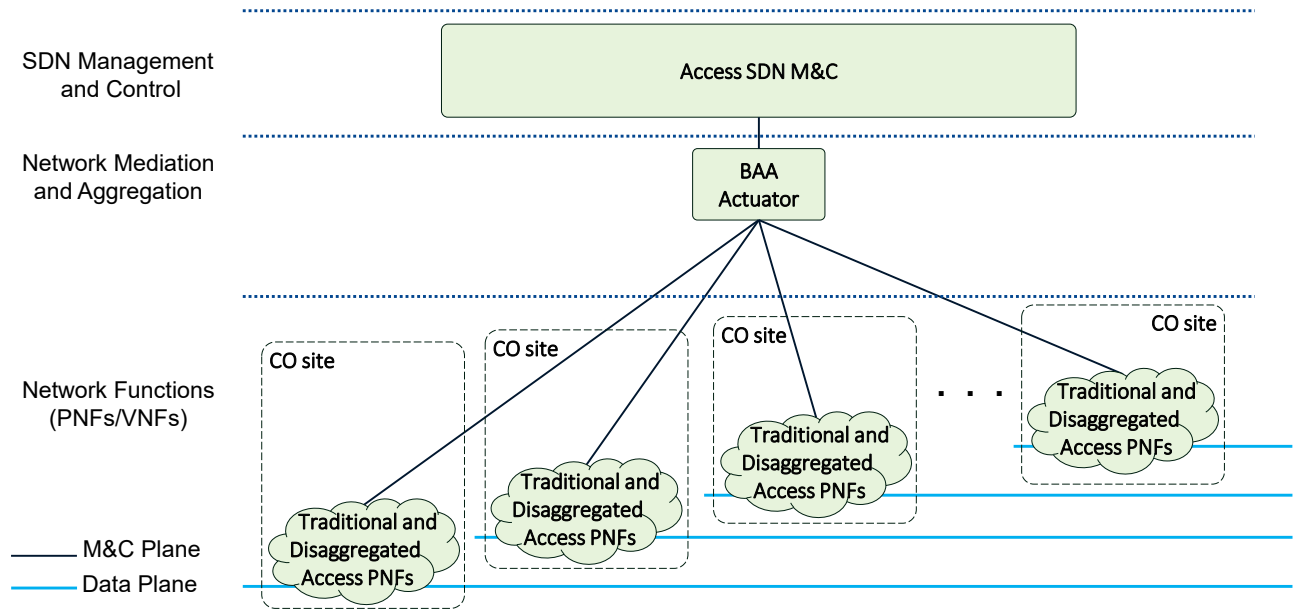 SDN Management
and Control
Access SDN M&C
Network Mediation
and Aggregation
BAA
Actuator
Network Functions
(PNFs/VNFs)
CO site
Traditional and
Disaggregated
Access PNFs
CO site
Traditional and
Disaggregated
Access PNFs
CO site
Traditional and
Disaggregated
Access PNFs
. . .
CO site
Traditional and
Disaggregated
Access PNFs
M&C Plane
Data Plane